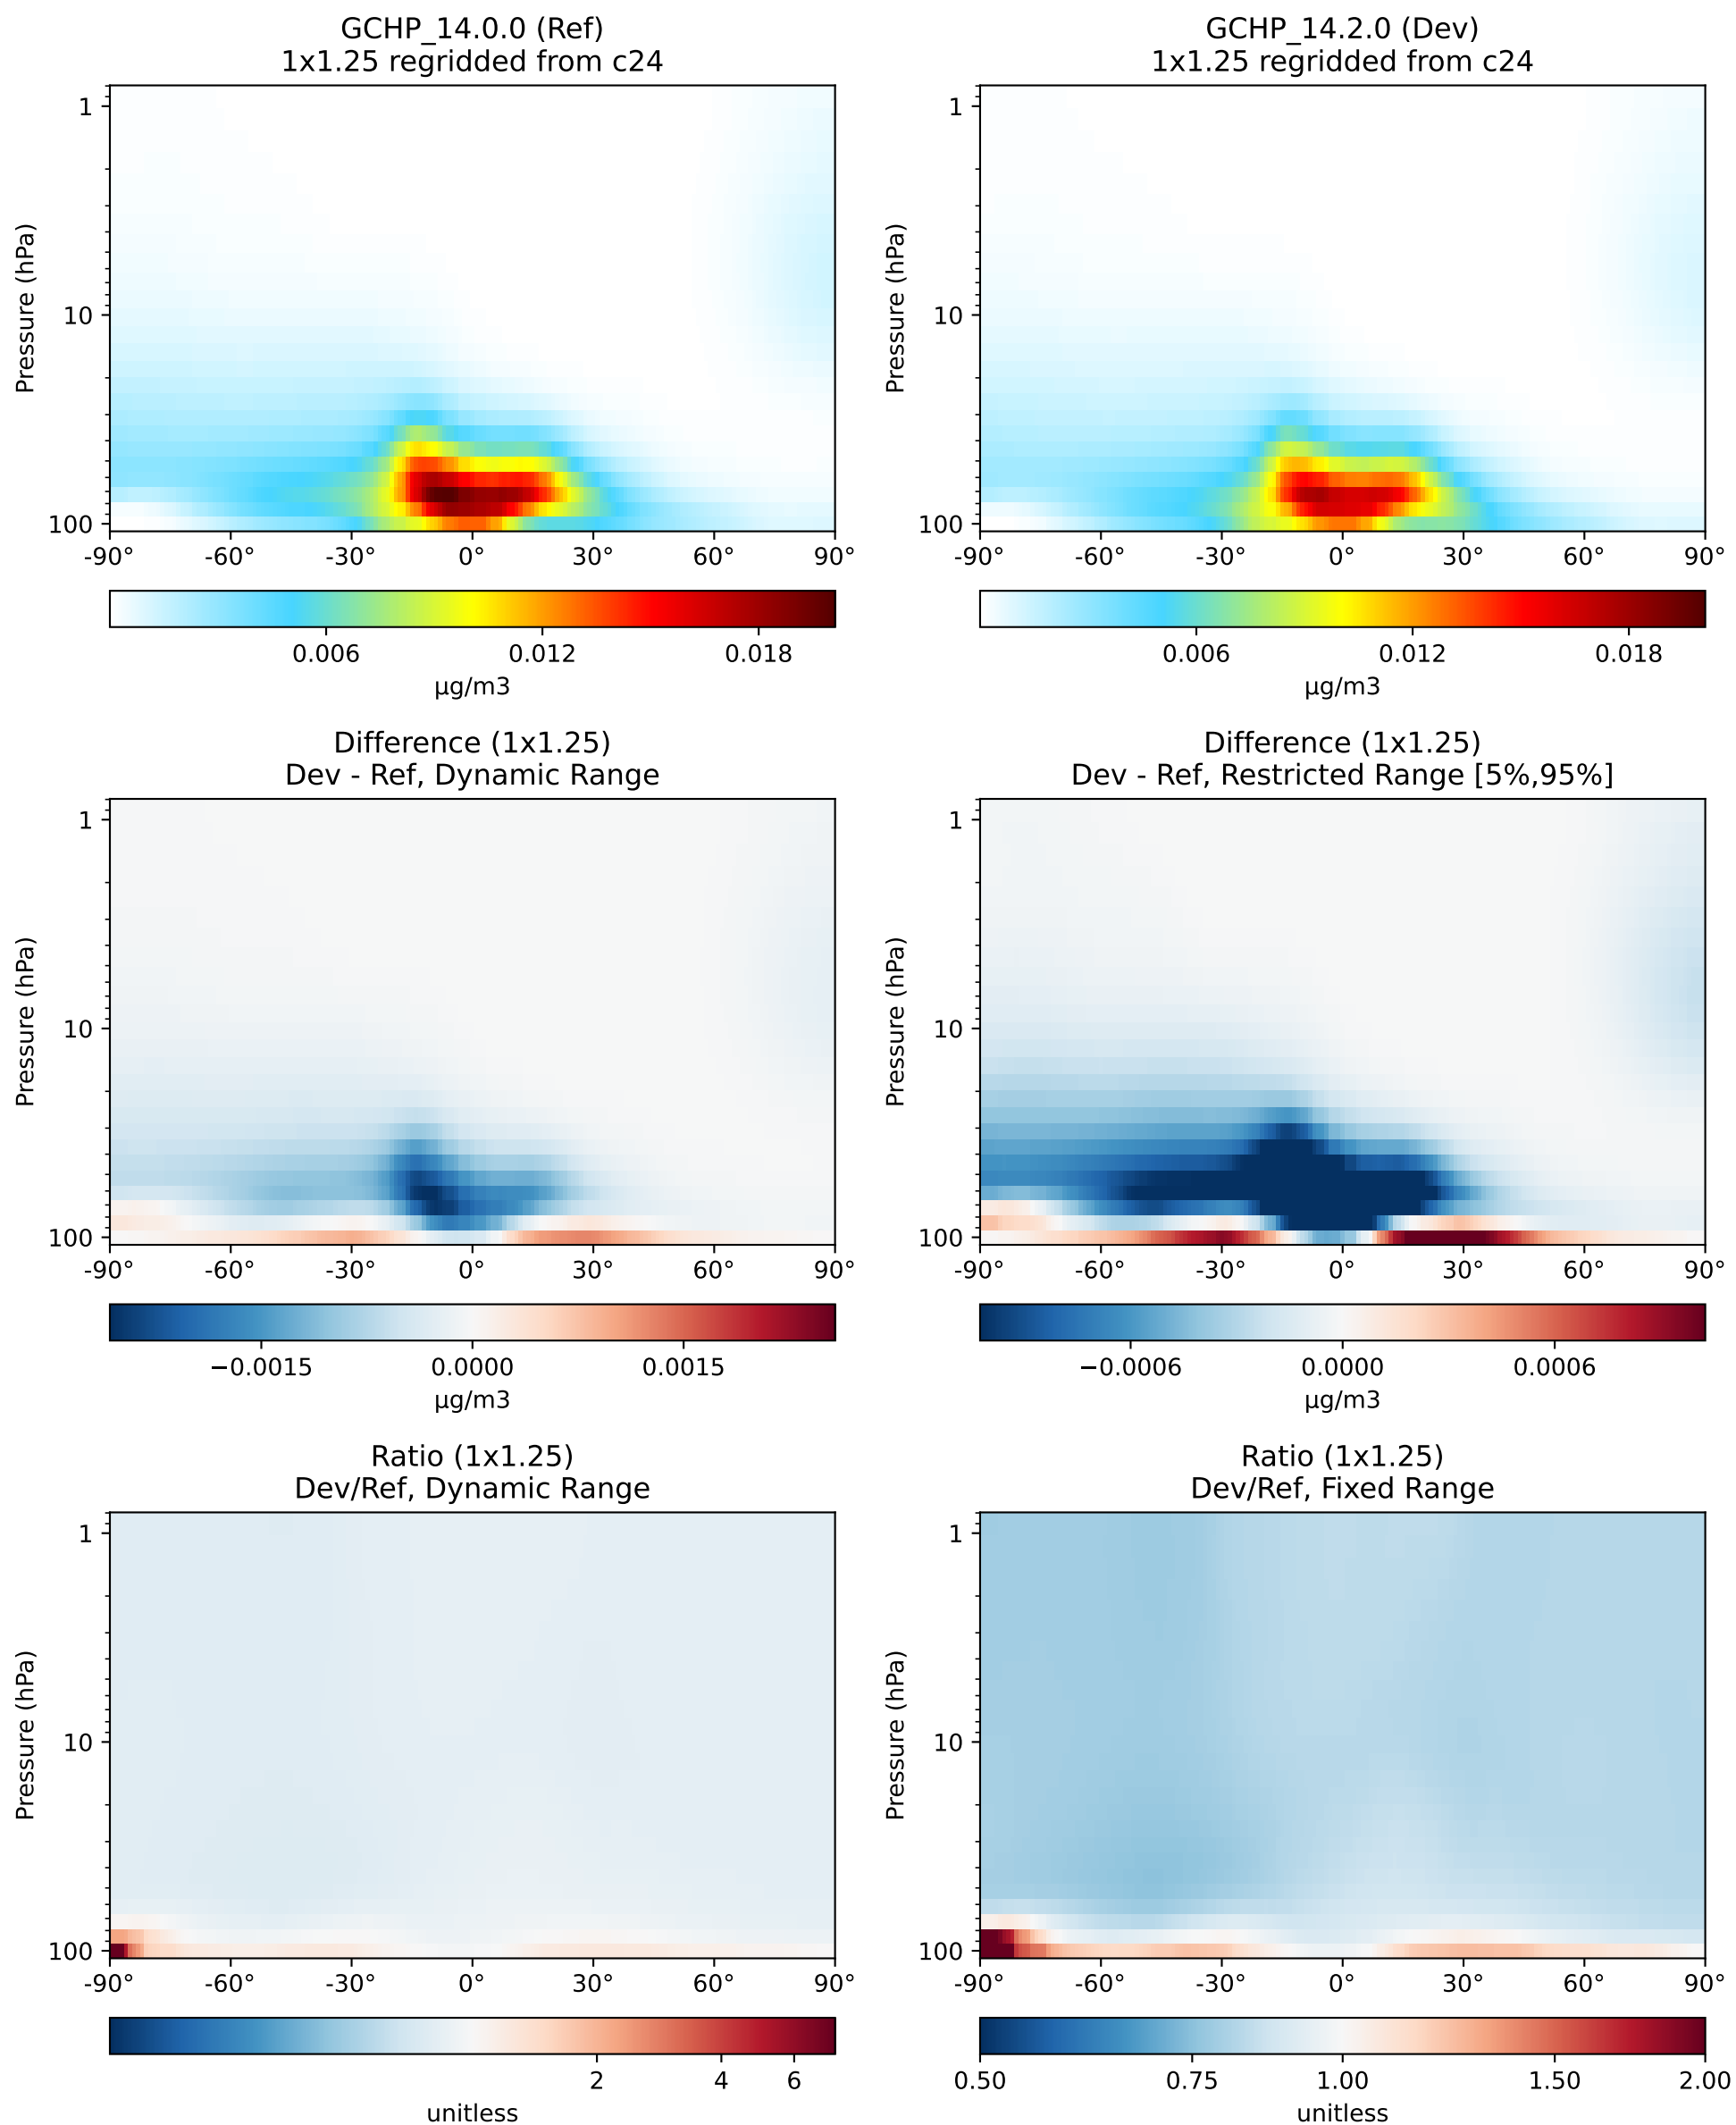 GCHP_14.0.0 (Ref)
1x1.25 regridded from c24
Pressure (hPa)
1
10
100
-90° -60° -30° 0° 30° 60° 90°
0.006 0.012 0.018
μg/m3
GCHP_14.2.0 (Dev)
1x1.25 regridded from c24
Pressure (hPa)
1
10
100
-90° -60° -30° 0° 30° 60° 90°
0.006 0.012 0.018
μg/m3
Difference (1x1.25)
Dev - Ref, Dynamic Range
Pressure (hPa)
1
10
100
-90° -60° -30° 0° 30° 60° 90°
−0.0015 0.0000 0.0015
μg/m3
Difference (1x1.25)
Dev - Ref, Restricted Range [5%,95%]
Pressure (hPa)
1
10
100
-90° -60° -30° 0° 30° 60° 90°
−0.0006 0.0000 0.0006
μg/m3
Ratio (1x1.25)
Dev/Ref, Dynamic Range
Pressure (hPa)
1
10
100
-90° -60° -30° 0° 30° 60° 90°
2 4 6
unitless
Ratio (1x1.25)
Dev/Ref, Fixed Range
Pressure (hPa)
1
10
100
-90° -60° -30° 0° 30° 60° 90°
0.50 0.75 1.00 1.50 2.00
unitless